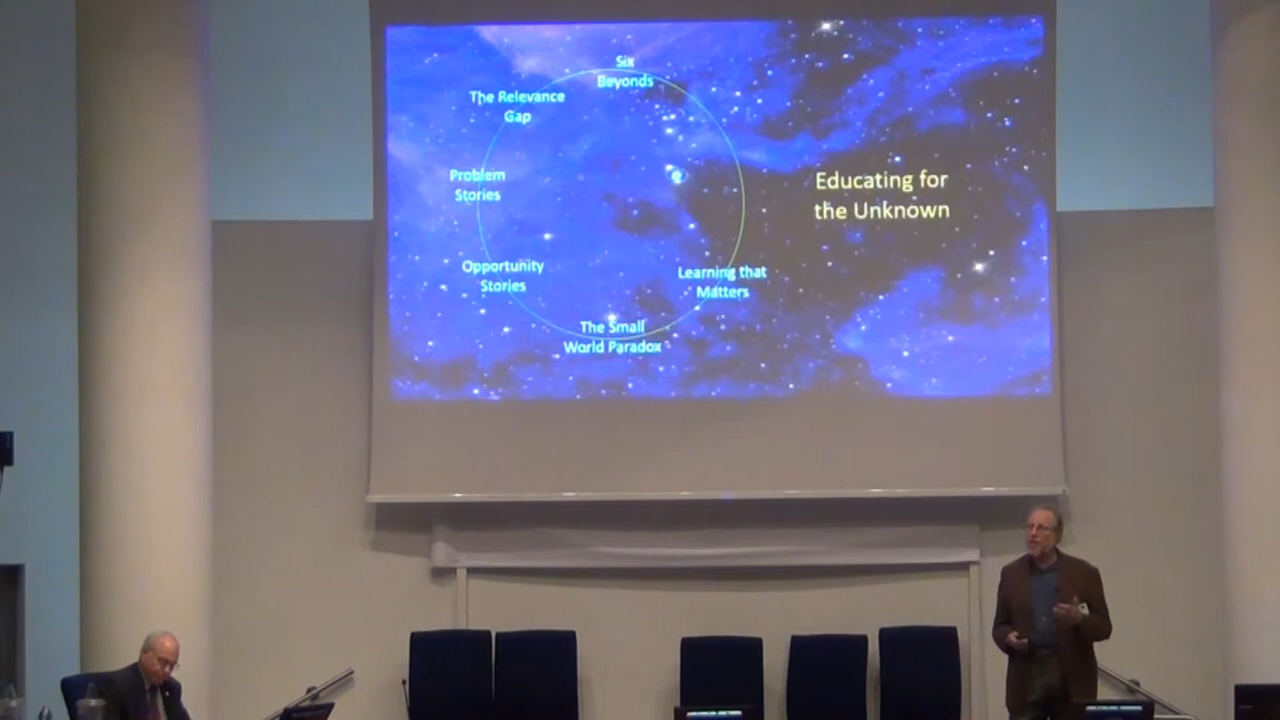 Six
Beyonds
The Relevance
Gap
Problem
Stories
Opportunity
Stories
The Small
World Paradox
Learning that
Matters
Educating for
the Unknown